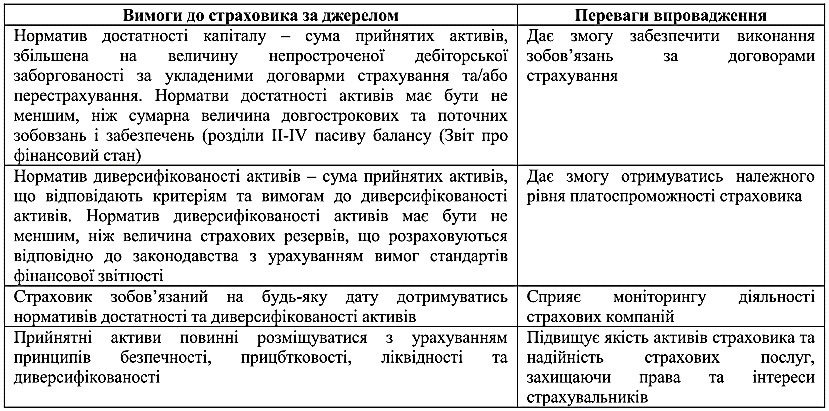 Вимоги до страховика за джерелом
Переваги впровадження
Норматив достатності капіталу – сума прийнятих активів,
збільшена на величину непростроченої дебіторської
заборгованості за укладеними договарми страхування та/або
перестрахування. Норматви достатності активів має бути не
меншим, ніж сумарна величина довгострокових та поточних
зобовзань і забезпечень (розділи II-IV пасиву балансу (Звіт про
фінансовий стан)
Дає змогу забезпечити виконання
зобов’язань за договорами
страхування
Норматив диверсифікованості активів – сума прийнятих активів,
що відповідають критеріям та вимогам до диверсифікованості
активів. Норматив диверсифікованості активів має бути не
меншим, ніж величина страхових резервів, що розраховуються
відповідно до законодавства з урахуванням вимог стандартів
фінансової звітності
Дає змогу отримуватись належного
рівня платоспроможності страховика
Страховик зобов’язаний на будь-яку дату дотримуватись
нормативів достатності та диверсифікованості активів
Сприяє моніторингу діяльності
страхових компаній
Прийнятні активи повинні розміщуватися з урахуванням
принципів безпечності, прицбтковості, ліквідності та
диверсифікованості
Підвищує якість активів страховика та
надійність страхових послуг,
захищаючи права та інтереси
страхувальників